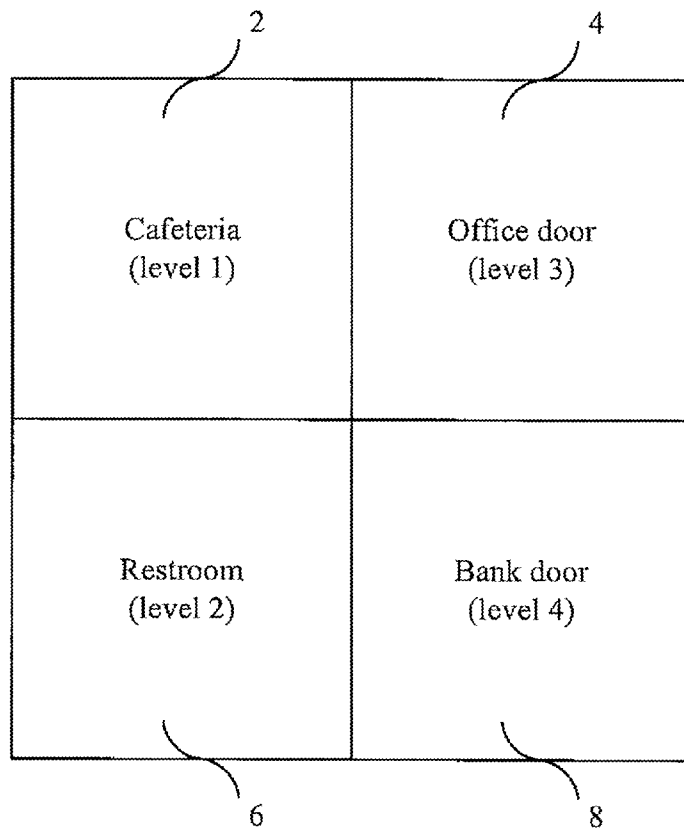 2
4
Cafeteria
(level 1)
Office door
(level 3)
Restroom
(level 2)
Bank door
(level 4)
6
8